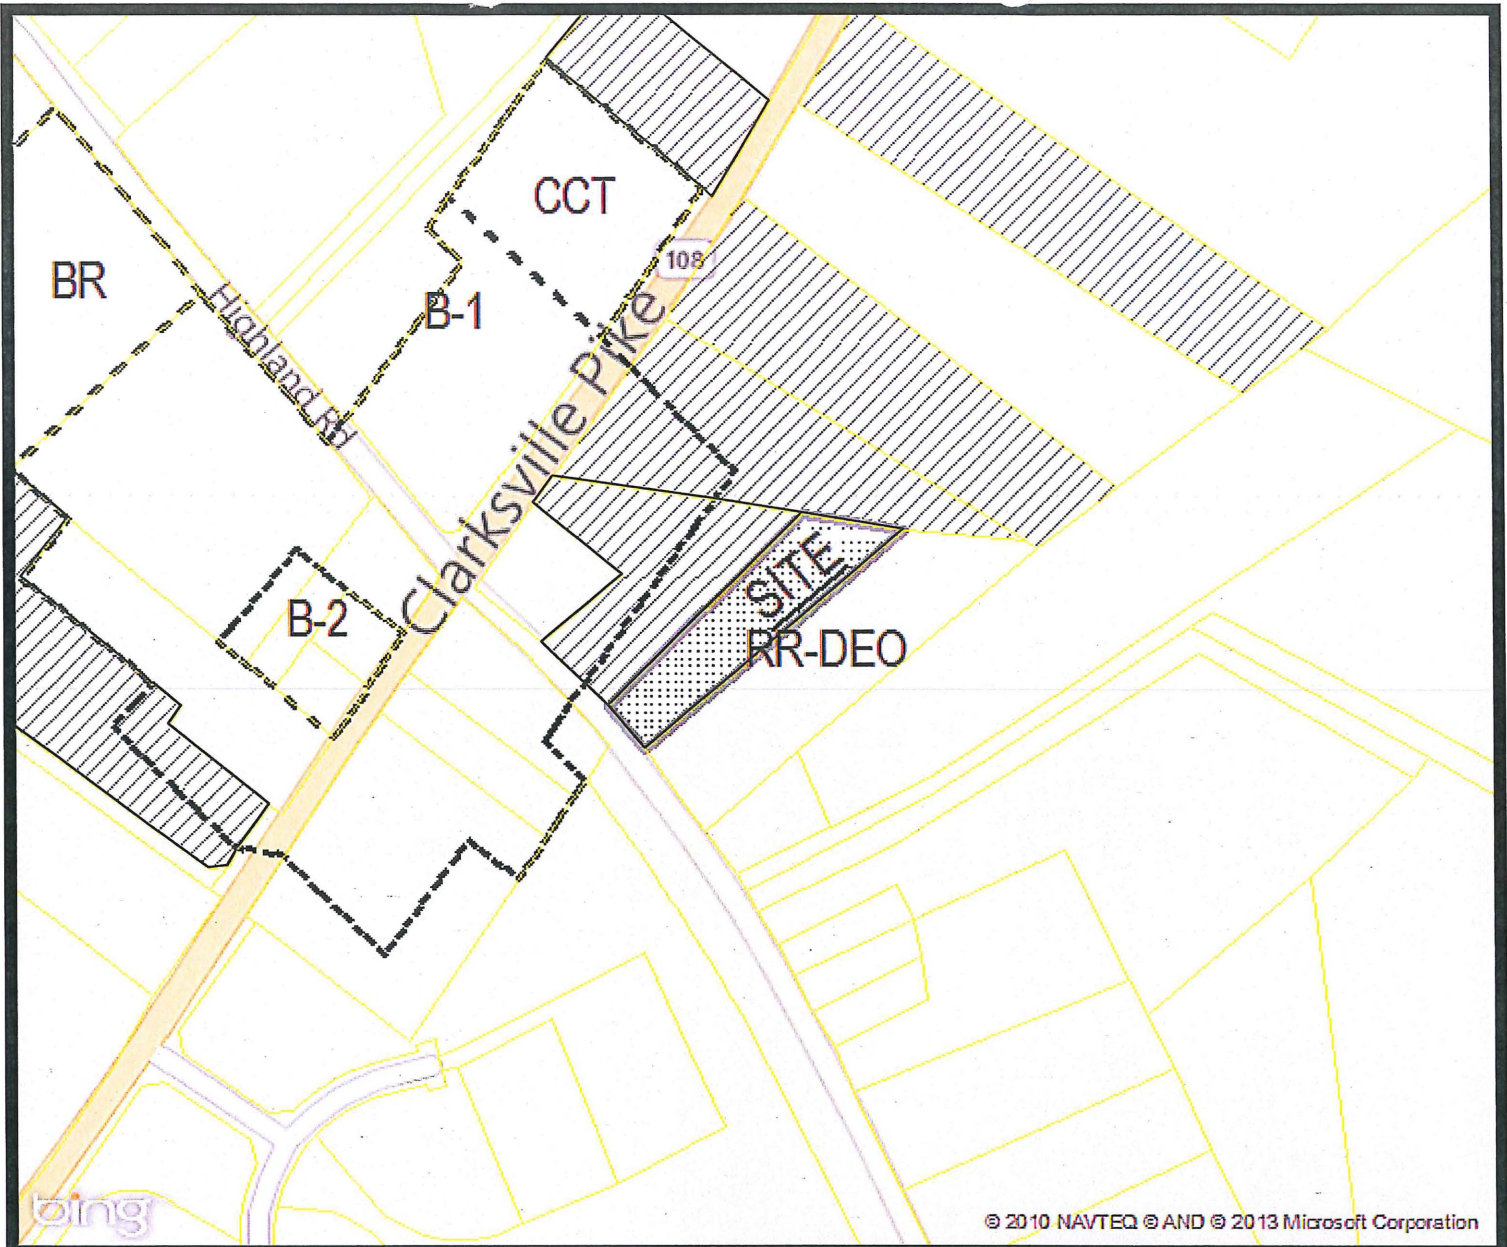 CCT
BR
108
B-1
Highland Rd
Clarksville Pike
SITE
B-2
RR-DEO
bing
© 2010 NAVTEQ © AND © 2013 Microsoft Corporation